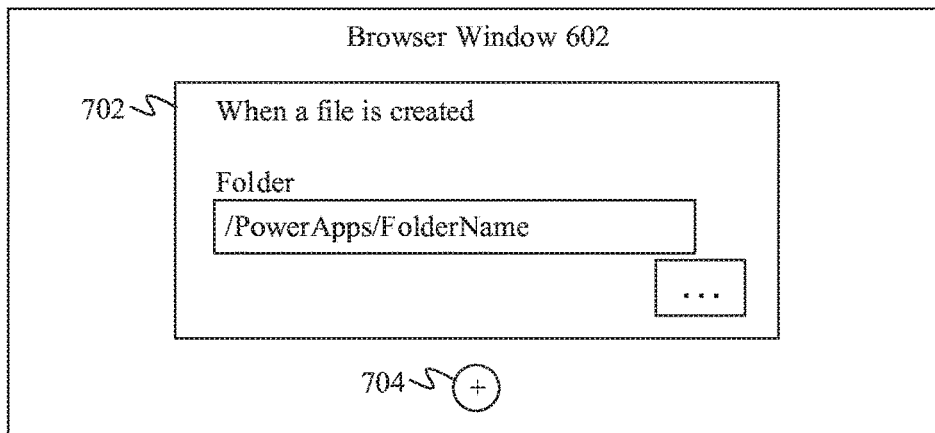 Browser Window 602
702
When a file is created
Folder
/PowerApps/FolderName
...
704
+